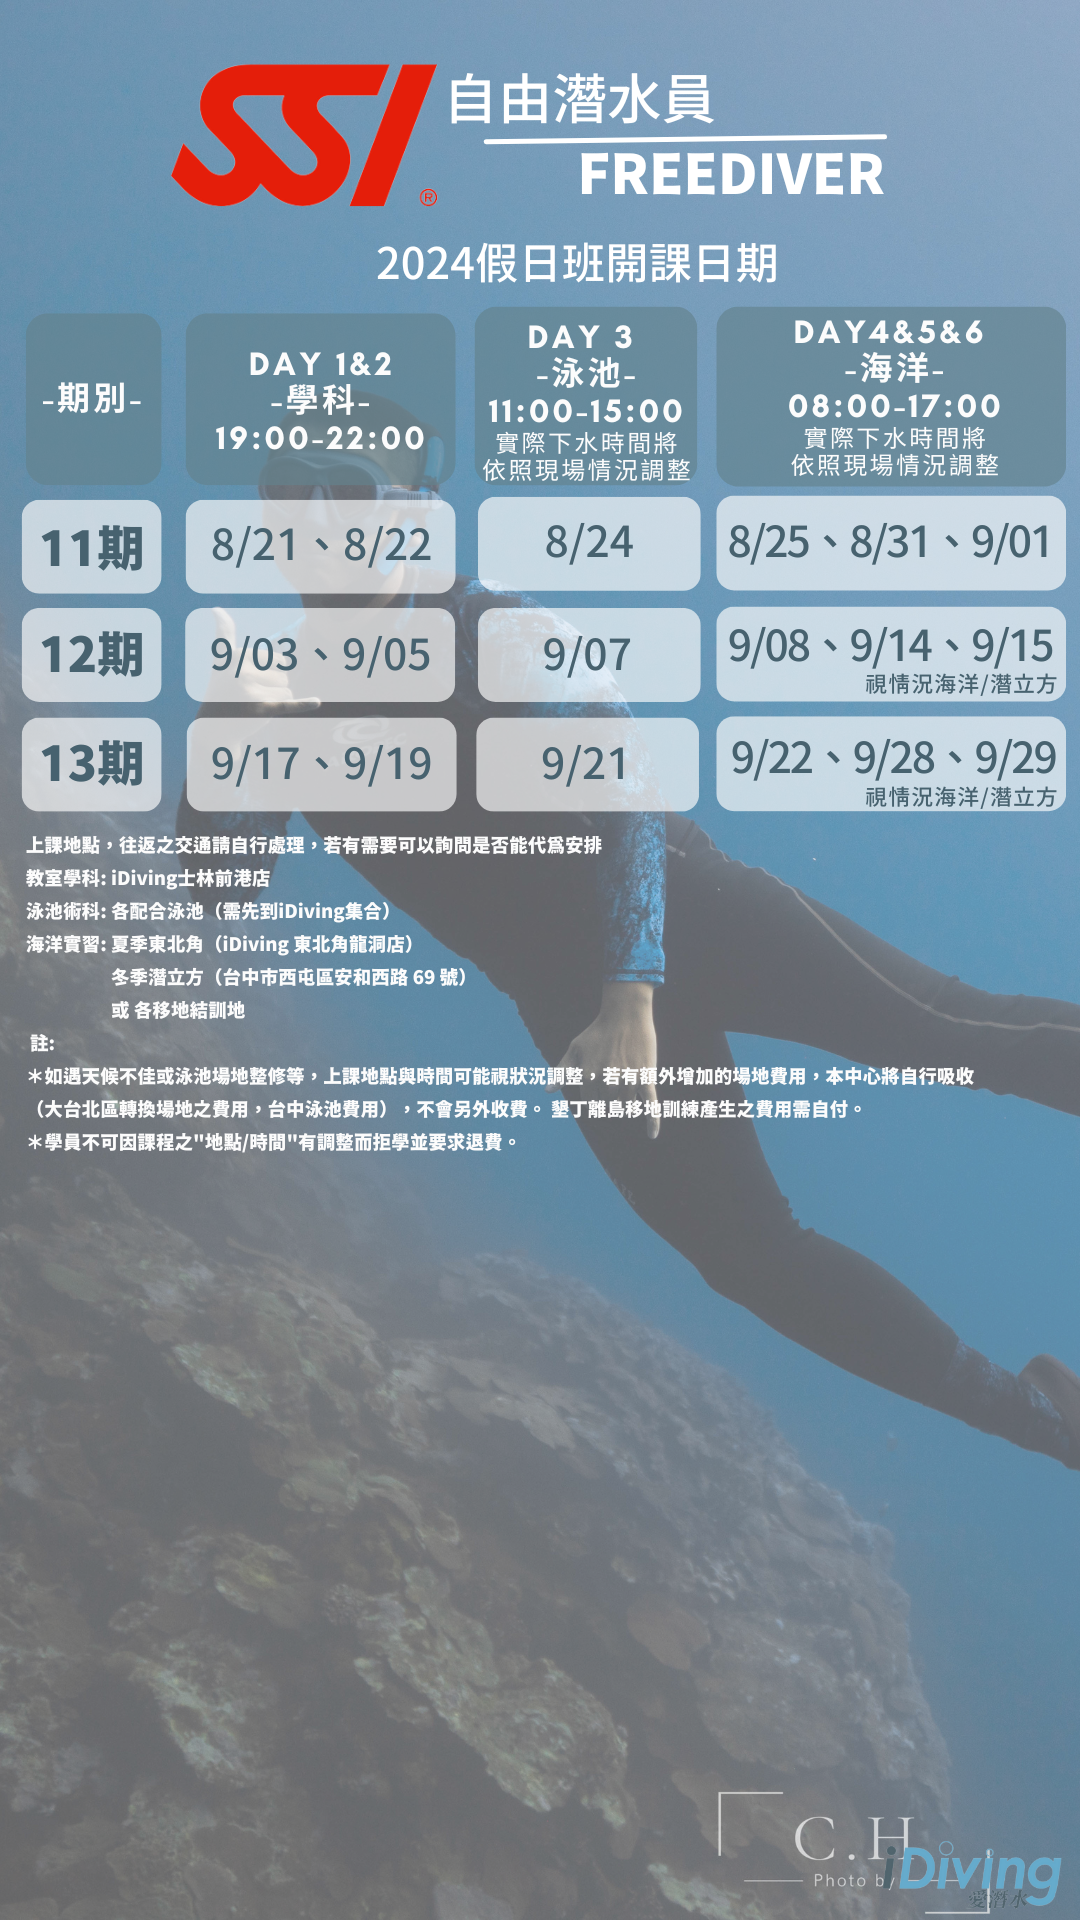 SSI
®
自由潛水員
FREEDIVER
2024假日班開課日期
-期別-
DAY 1&2
-學科-
19:00-22:00
DAY 3
-泳池-
11:00-15:00
實際下水時間將
依照現場情況調整
DAY4&5&6
-海洋-
08:00-17:00
實際下水時間將
依照現場情況調整
11期
8/21、8/22
8/24
8/25、8/31、9/01
12期
9/03、9/05
9/07
9/08、9/14、9/15
視情況海洋/潛立方
13期
9/17、9/19
9/21
9/22、9/28、9/29
視情況海洋/潛立方
上課地點，往返之交通請自行處理，若有需要可以詢問是否能代為安排
教室學科: iDiving士林前港店
泳池術科: 各配合泳池（需先到iDiving集合）
海洋實習: 夏季東北角（iDiving 東北角龍洞店）
冬季潛立方（台中市西屯區安和西路 69 號）
或 各移地結訓地
註:
＊如遇天候不佳或泳池場地整修等，上課地點與時間可能視狀況調整，若有額外增加的場地費用，本中心將自行吸收
（大台北區轉換場地之費用，台中泳池費用），不會另外收費。 墾丁離島移地訓練產生之費用需自付。
＊學員不可因課程之"地點/時間"有調整而拒學並要求退費。
C.H
Photo by
iDiving
愛潛水